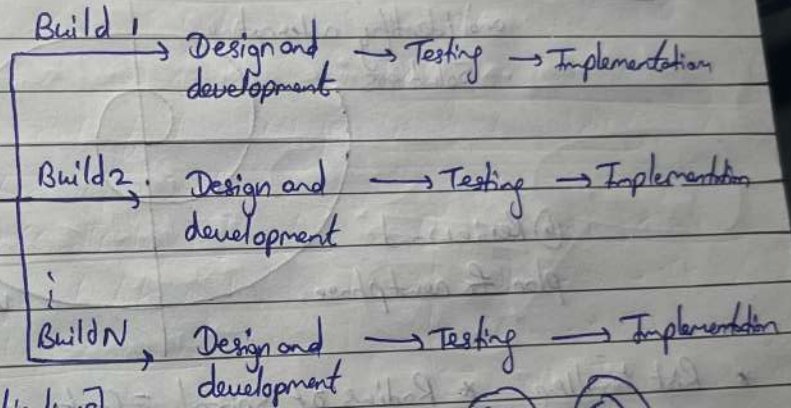 Build 1
Design and → Testing → Implementation
development
Build 2. Design and → Testing → Implementation
development
Build N Design and → Testing → Implementation
development